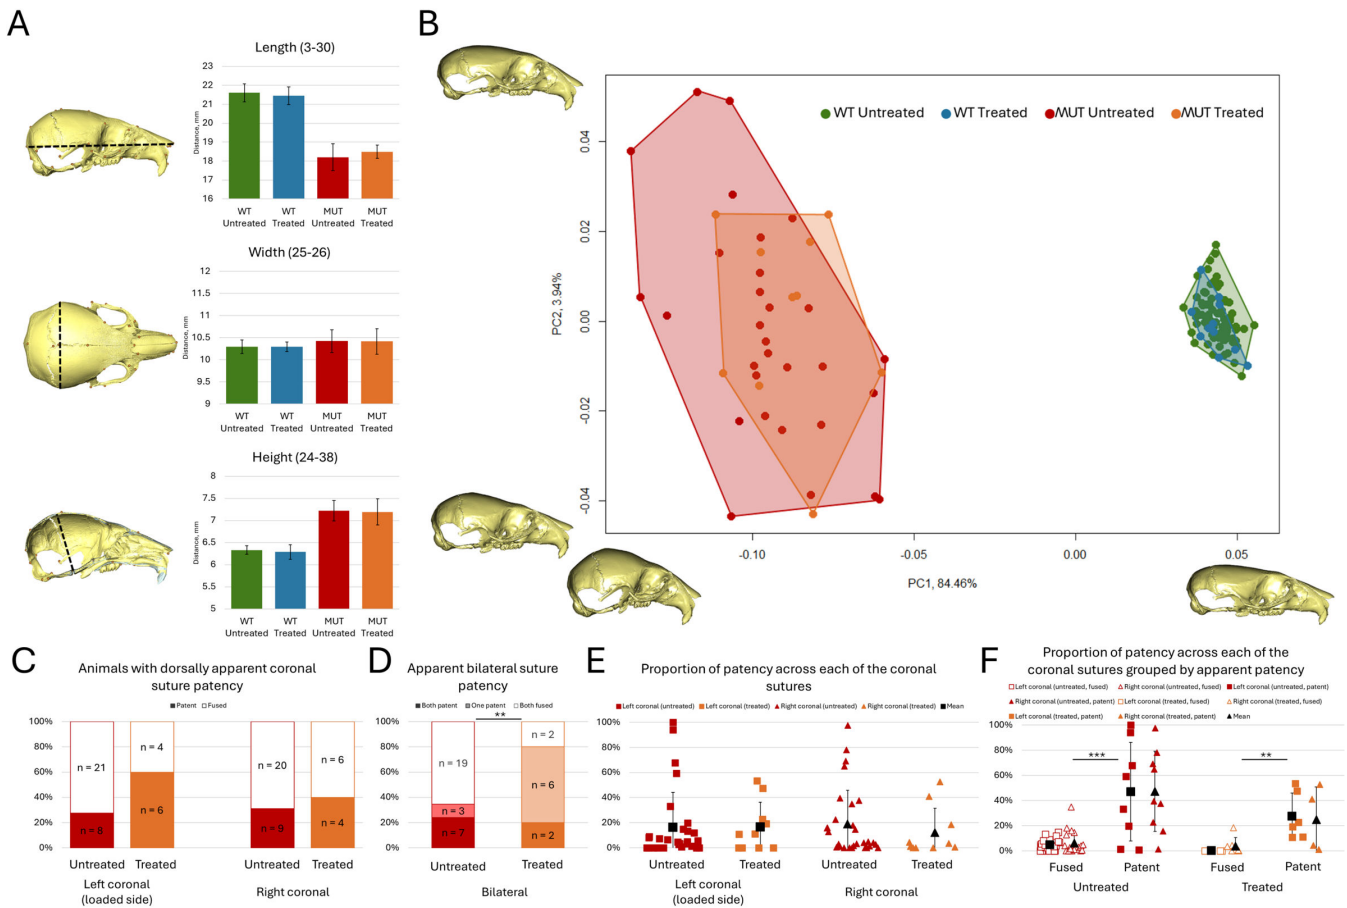 A
Length (3-30)
Distance, mm
23
22
21
20
19
18
17
16
WT Untreated
WT Treated
MUT Untreated
MUT Treated
Width (25-26)
Distance, mm
12
11.5
11
10.5
10
9.5
9
WT Untreated
WT Treated
MUT Untreated
MUT Treated
Height (24-38)
Distance, mm
8
7.5
7
6.5
6
5.5
5
WT Untreated
WT Treated
MUT Untreated
MUT Treated
B
WT Untreated
WT Treated
MUT Untreated
MUT Treated
PC2, 3.94%
0.04
0.02
0.00
-0.02
-0.04
-0.10
-0.05
0.00
0.05
PC1, 84.46%
C
Animals with dorsally apparent coronal
suture patency
Patent
Fused
100%
80%
60%
40%
20%
0%
n = 21
n = 8
n = 4
n = 6
n = 20
n = 9
n = 6
n = 4
Untreated
Treated
Untreated
Treated
Left coronal
(loaded side)
Right coronal
D
Apparent bilateral suture
patency
Both patent
One patent
Both fused
**
100%
80%
60%
40%
20%
0%
n = 19
n = 3
n = 7
n = 2
n = 6
n = 2
Untreated
Treated
Bilateral
E
Proportion of patency across each of the coronal
sutures
Left coronal (untreated)
Left coronal (treated)
Right coronal (untreated)
Right coronal (treated)
Mean
100%
80%
60%
40%
20%
0%
Untreated
Treated
Untreated
Treated
Left coronal
(loaded side)
Right coronal
F
Proportion of patency across each of the
coronal sutures grouped by apparent patency
Left coronal (untreated, fused)
Right coronal (untreated, fused)
Left coronal (untreated, patent)
Right coronal (untreated, patent)
Left coronal (treated, fused)
Right coronal (treated, fused)
Left coronal (treated, patent)
Right coronal (treated, patent)
Mean
100%
80%
60%
40%
20%
0%
***
**
Fused
Patent
Fused
Patent
Untreated
Treated